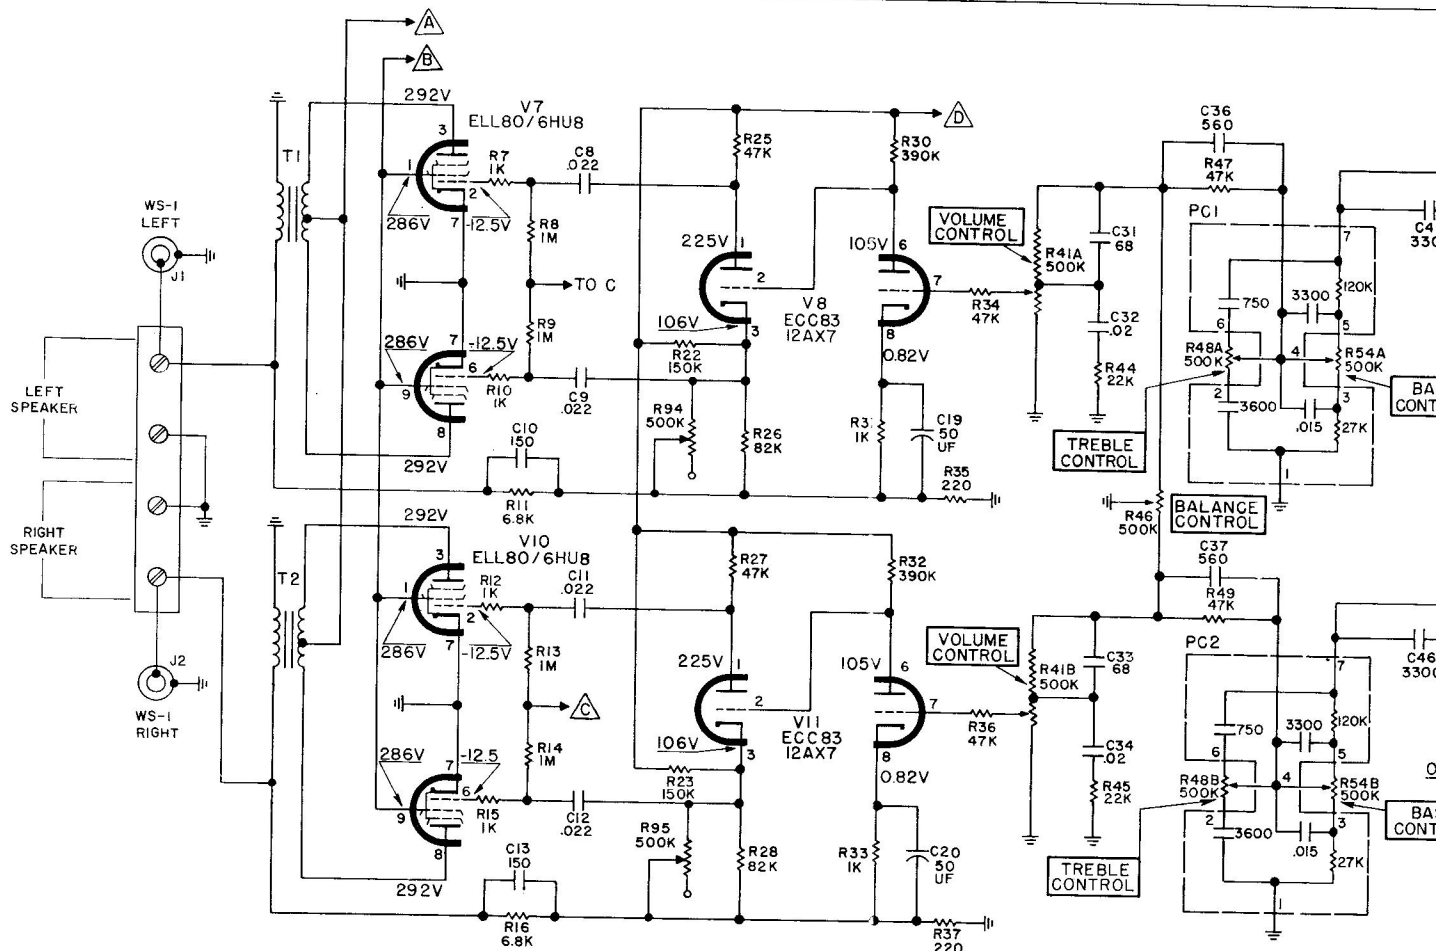 A
B
292V
V7
ELL80/6HU8
3
1
R7
1K
C8
.022
2
286V
-12.5V
7
R8
1M
TO C
T1
WS-1
LEFT
J1
R25
47K
R30
390K
D
225V
1
2
V8
ECC83
12AX7
105V
6
7
106V
3
8
0.82V
R22
150K
R34
47K
VOLUME
CONTROL
R41A
500K
C31
68
C32
.02
R44
22K
C36
560
R47
47K
PC1
7
750
3300
120K
6
5
R48A
500K
4
R54A
500K
2
3
3600
.015
27K
1
C4
330
BA
CONT
TREBLE
CONTROL
R9
1M
286V
7
-12.5V
6
9
R10
1K
C9
.022
8
292V
R94
500K
R26
82K
R3
1K
C19
50
UF
R35
220
C10
150
R11
6.8K
LEFT
SPEAKER
RIGHT
SPEAKER
R46
500K
BALANCE
CONTROL
292V
V10
ELL80/6HU8
3
1
R12
1K
C11
.022
2
286V
-12.5V
7
R13
1M
C
T2
J2
WS-1
RIGHT
R27
47K
R32
390K
225V
1
2
V11
ECC83
12AX7
105V
6
7
106V
3
8
0.82V
R23
150K
R36
47K
VOLUME
CONTROL
R41B
500K
C33
68
C34
.02
R45
22K
C37
560
R49
47K
PC2
7
750
3300
120K
6
5
R48B
500K
4
R54B
500K
2
3
3600
.015
27K
1
C46
3300
BAS
CONT
TREBLE
CONTROL
R14
1M
286V
7
-12.5
6
9
R15
1K
C12
.022
8
292V
R95
500K
R28
82K
R33
1K
C20
50
UF
R37
220
C13
150
R16
6.8K